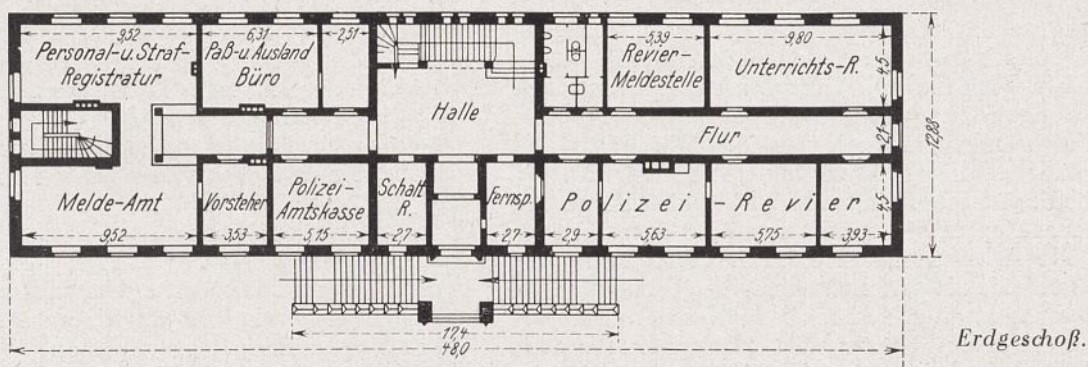 9,52
6,31
2,51
5,39
9,80
Personal-u. Straf-
Registratur
Paß-u. Ausland
Büro
Revier-
Meldestelle
Unterrichts-R.
4,5
Halle
Flur
2,1
12,88
Melde-Amt
Vorsteher
Polizei-
Amtskasse
Schalt
R.
Fernsp.
Polizei-Revier
4,5
9,52
3,53
5,15
2,7
2,7
2,9
5,63
5,75
3,93
17,4
48,0
Erdgeschoß.